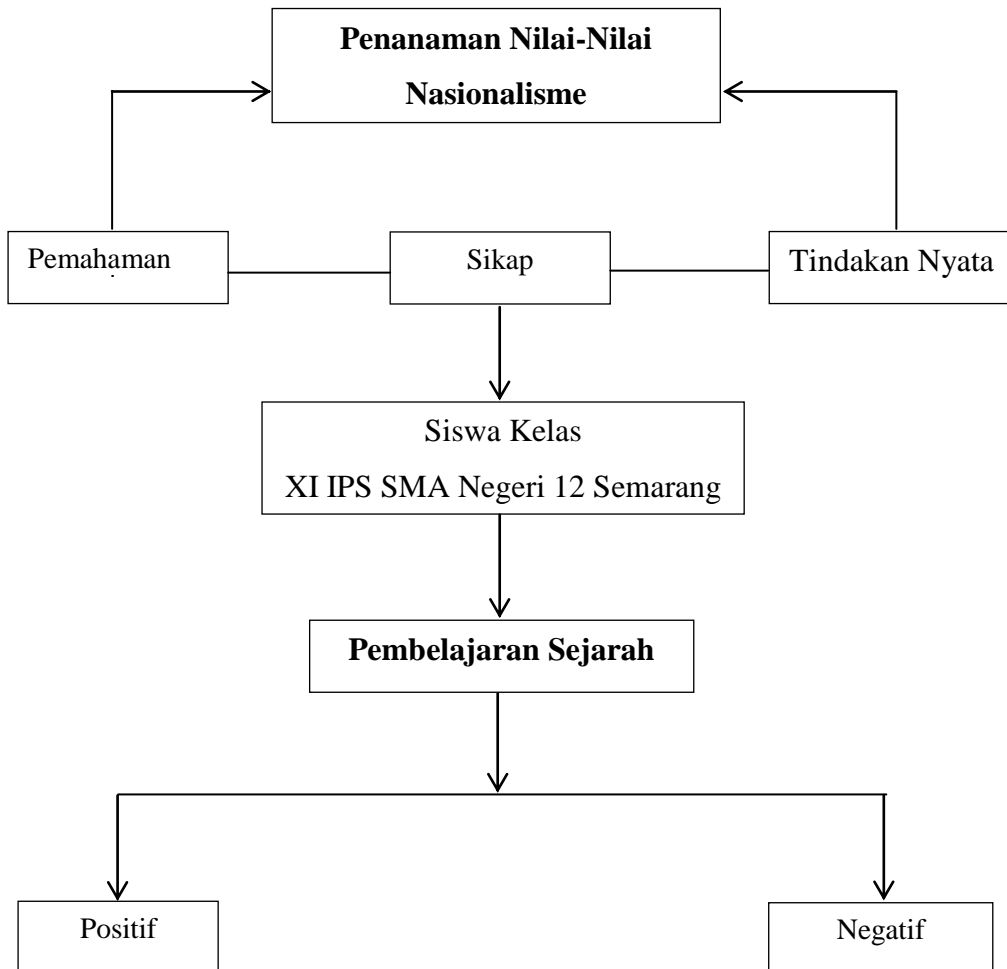 Penanaman Nilai-Nilai
Nasionalisme
Pemahaman
Sikap
Tindakan Nyata
Siswa Kelas
XI IPS SMA Negeri 12 Semarang
Pembelajaran Sejarah
Positif
Negatif